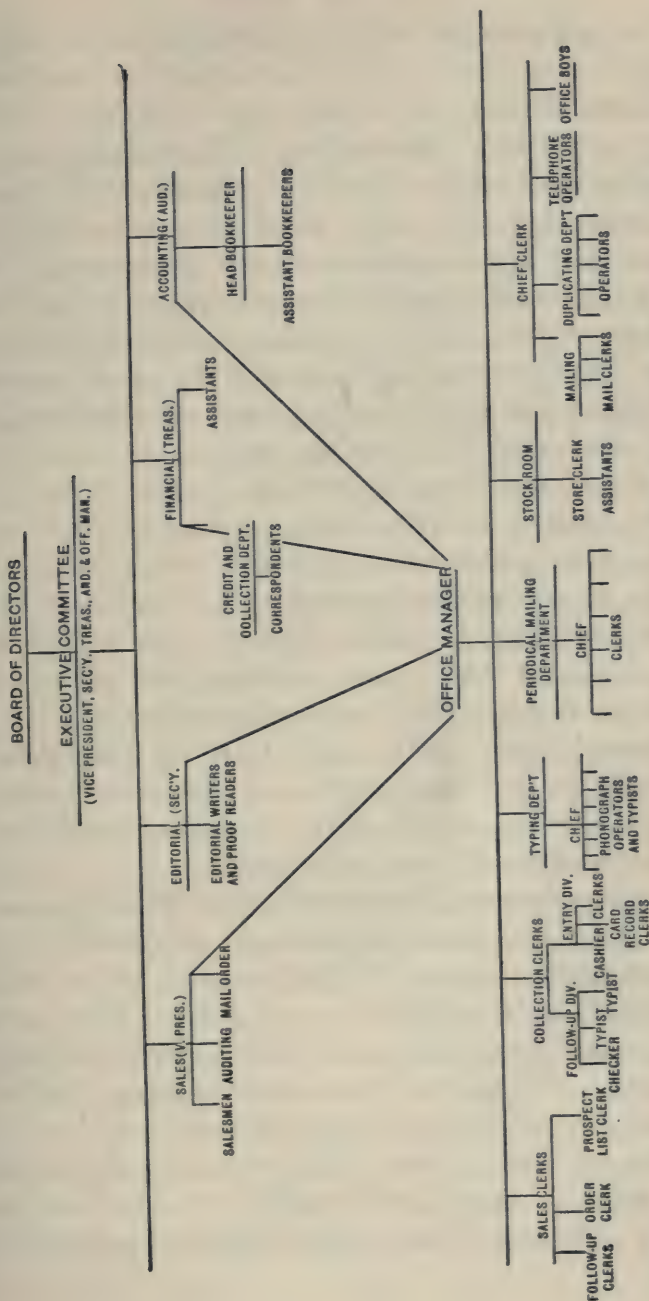 BOARD OF DIRECTORS
EXECUTIVE COMMITTEE
(VICE PRESIDENT, SEC'Y., TREAS., AND. & OFF. MAN.)
SALES (V. PRES.)
SALESMEN AUDITING MAIL ORDER
EDITORIAL (SEC'Y.
EDITORIAL WRITERS
AND PROOF READERS
FINANCIAL (TREAS.)
CREDIT AND
COLLECTION DEPT.
CORRESPONDENTS
ASSISTANTS
ACCOUNTING (AUD.)
HEAD BOOKKEEPER
ASSISTANT BOOKKEEPERS
OFFICE MANAGER
SALES CLERKS
FOLLOW-UP
CLERKS
ORDER
CLERK
PROSPECT
LIST CLERK
COLLECTION CLERKS
FOLLOW-UP DIV.
CHECKER
TYPIST
TYPIST
ENTRY DIV.
CASHIER
CLERKS
CARD
RECORD
CLERKS
TYPING DEP'T
CHIEF
PHONOGRAPH
OPERATORS
AND TYPISTS
PERIODICAL MAILING
DEPARTMENT
CHIEF
CLERKS
STOCK ROOM
STORE CLERK
ASSISTANTS
CHIEF CLERK
MAILING
MAIL CLERKS
DUPLICATING DEP'T
OPERATORS
TELEPHONE
OPERATORS
OFFICE BOYS